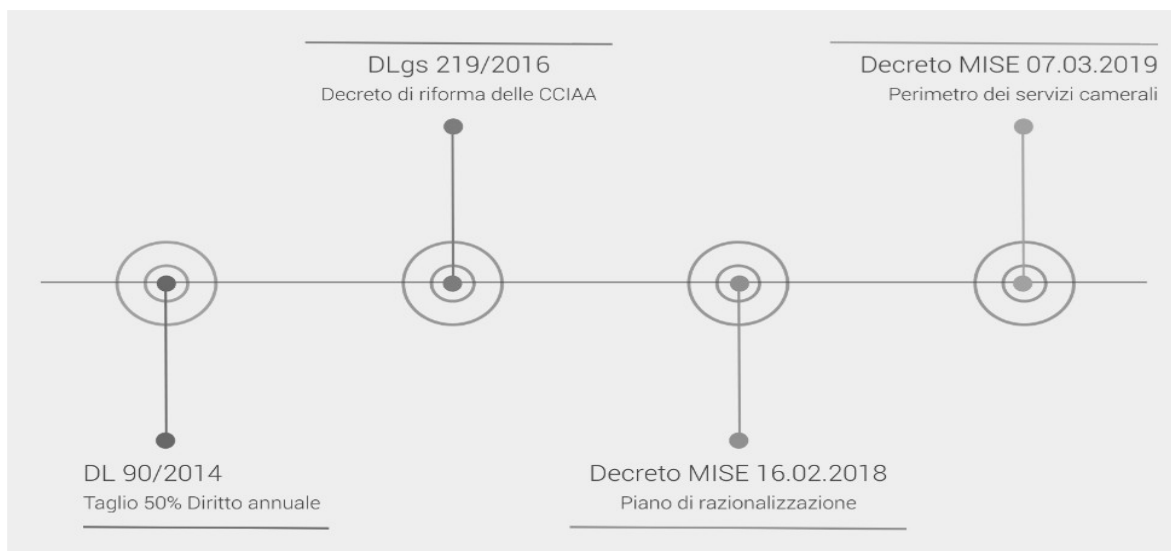 DLgs 219/2016
Decreto di riforma delle CCIAA
Decreto MISE 07.03.2019
Perimetro dei servizi camerali
DL 90/2014
Taglio 50% Diritto annuale
Decreto MISE 16.02.2018
Piano di razionalizzazione